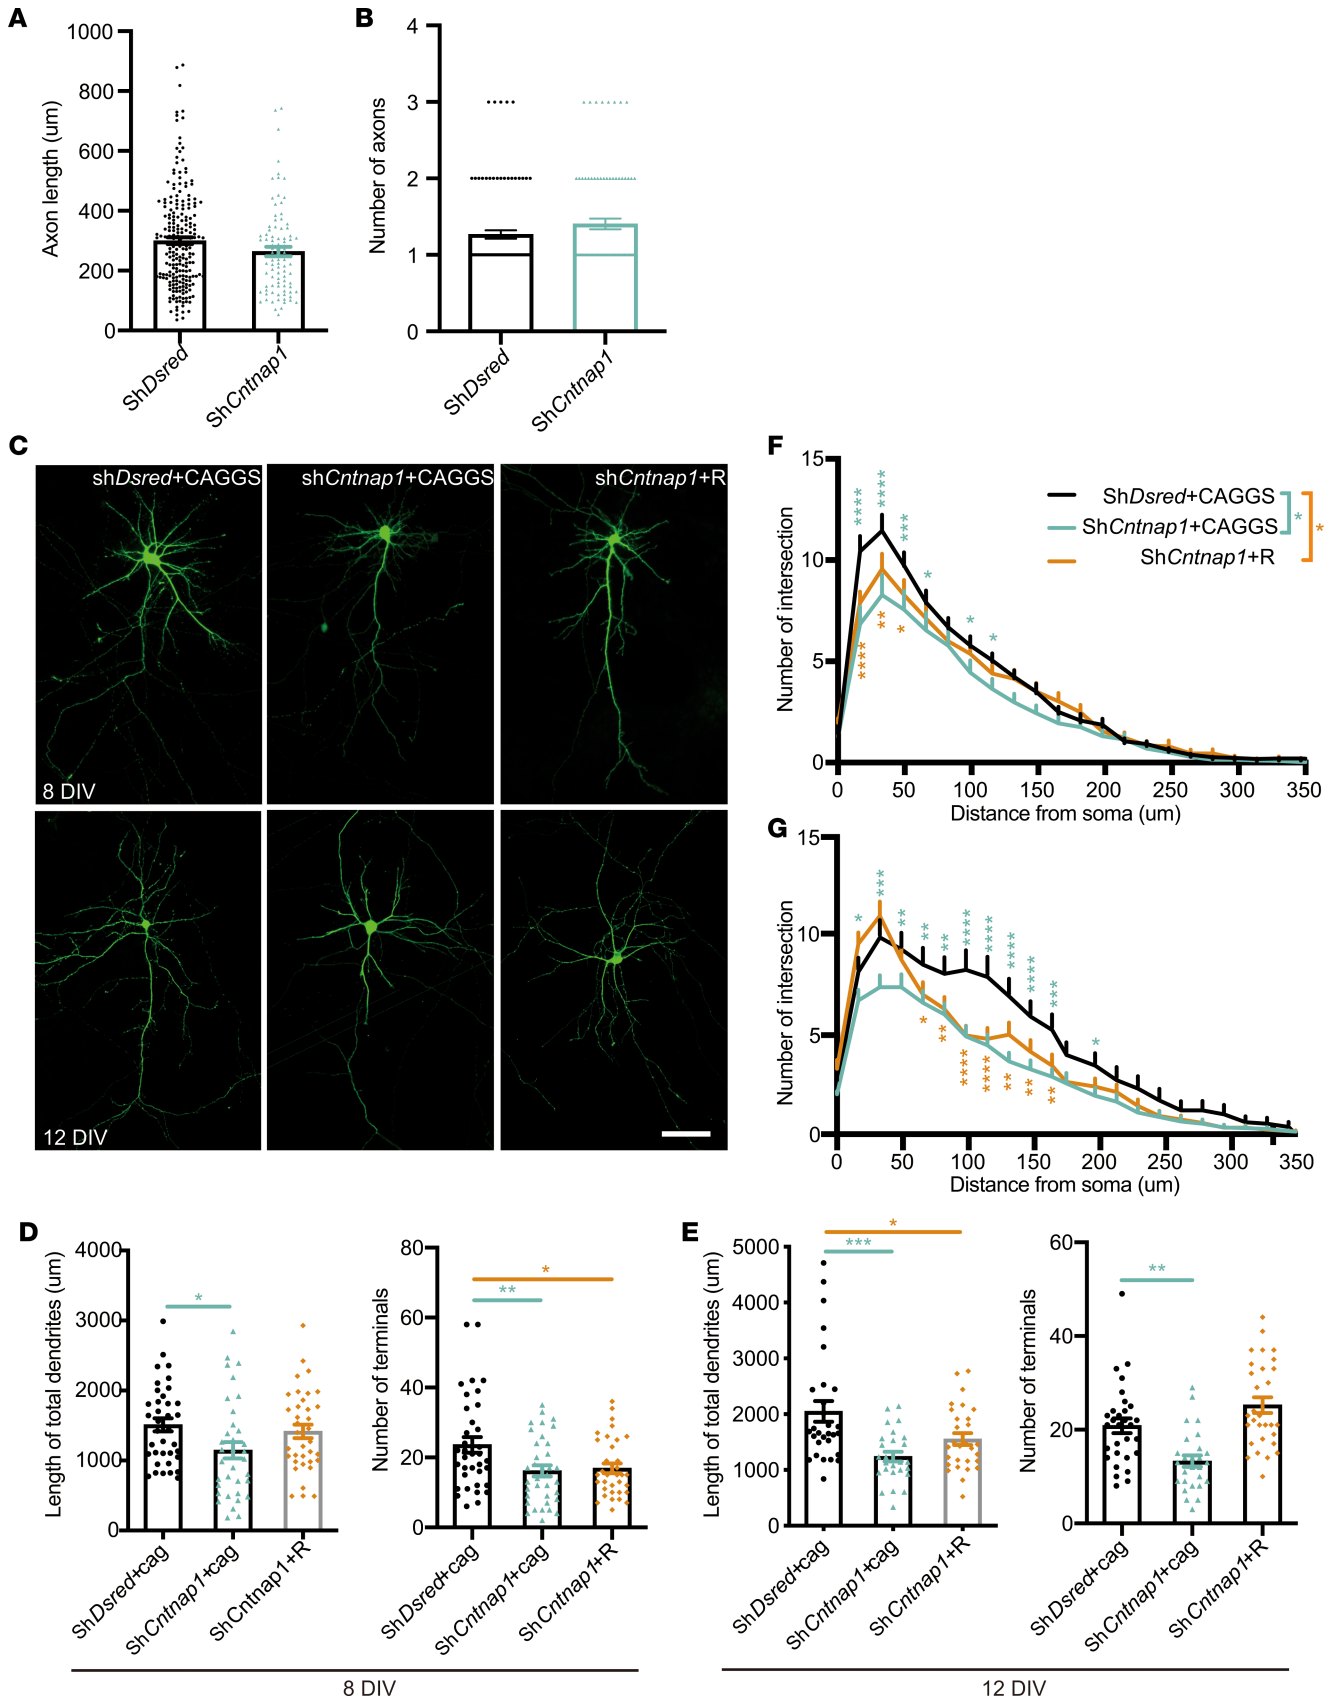 A
Axon length (um)
1000
800
600
400
200
0
ShDsred
ShCntnap1
B
Number of axons
4
3
2
1
0
ShDsred
ShCntnap1
C
shDsred+CAGGS
shCntnap1+CAGGS
shCntnap1+R
8 DIV
12 DIV
F
Number of intersection
15
10
5
0
**** **** *** * * *
**** ** *
ShDsred+CAGGS
ShCntnap1+CAGGS
ShCntnap1+R
*
*
0 50 100 150 200 250 300 350
Distance from soma (um)
G
Number of intersection
15
10
5
0
* *** ** ** ** **** **** **** **** *** *
* ** **** **** ** ** **
0 50 100 150 200 250 300 350
Distance from soma (um)
D
Length of total dendrites (um)
4000
3000
2000
1000
0
*
ShDsred+cag
ShCntnap1+cag
ShCntnap1+R
Number of terminals
80
60
40
20
0
*
**
ShDsred+cag
ShCntnap1+cag
ShCntnap1+R
8 DIV
E
Length of total dendrites (um)
5000
4000
3000
2000
1000
0
*
***
ShDsred+cag
ShCntnap1+cag
ShCntnap1+R
Number of terminals
60
40
20
0
**
ShDsred+cag
ShCntnap1+cag
ShCntnap1+R
12 DIV